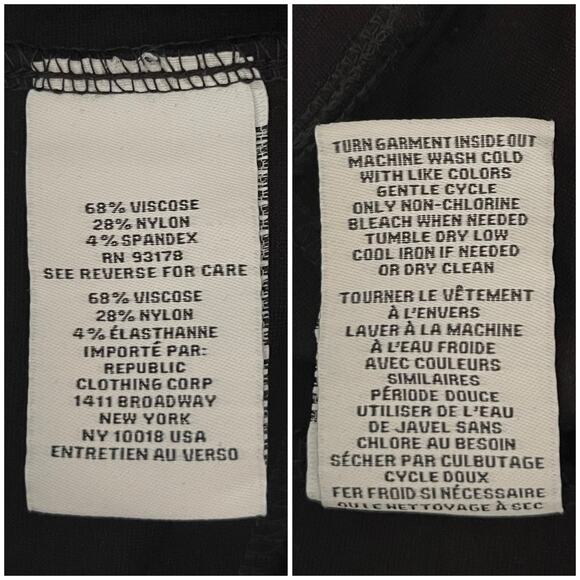 68% VISCOSE
28% NYLON
4% SPANDEX
RN 93178
SEE REVERSE FOR CARE
68% VISCOSE
28% NYLON
4% ÉLASTHANNE
IMPORTÉ PAR:
REPUBLIC
CLOTHING CORP
1411 BROADWAY
NEW YORK
NY 10018 USA
ENTRETIEN AU VERSO
TURN GARMENT INSIDE OUT
MACHINE WASH COLD
WITH LIKE COLORS
GENTLE CYCLE
ONLY NON-CHLORINE
BLEACH WHEN NEEDED
TUMBLE DRY LOW
COOL IRON IF NEEDED
OR DRY CLEAN
TOURNER LE VÊTEMENT
À L'ENVERS
LAVER À LA MACHINE
À L'EAU FROIDE
AVEC COULEURS
SIMILAIRES
PÉRIODE DOUCE
UTILISER DE L'EAU
DE JAVEL SANS
CHLORE AU BESOIN
SÉCHER PAR CULBUTAGE
CYCLE DOUX
FER FROID SI NÉCESSAIRE
OU LE NETTOYAGE À SEC